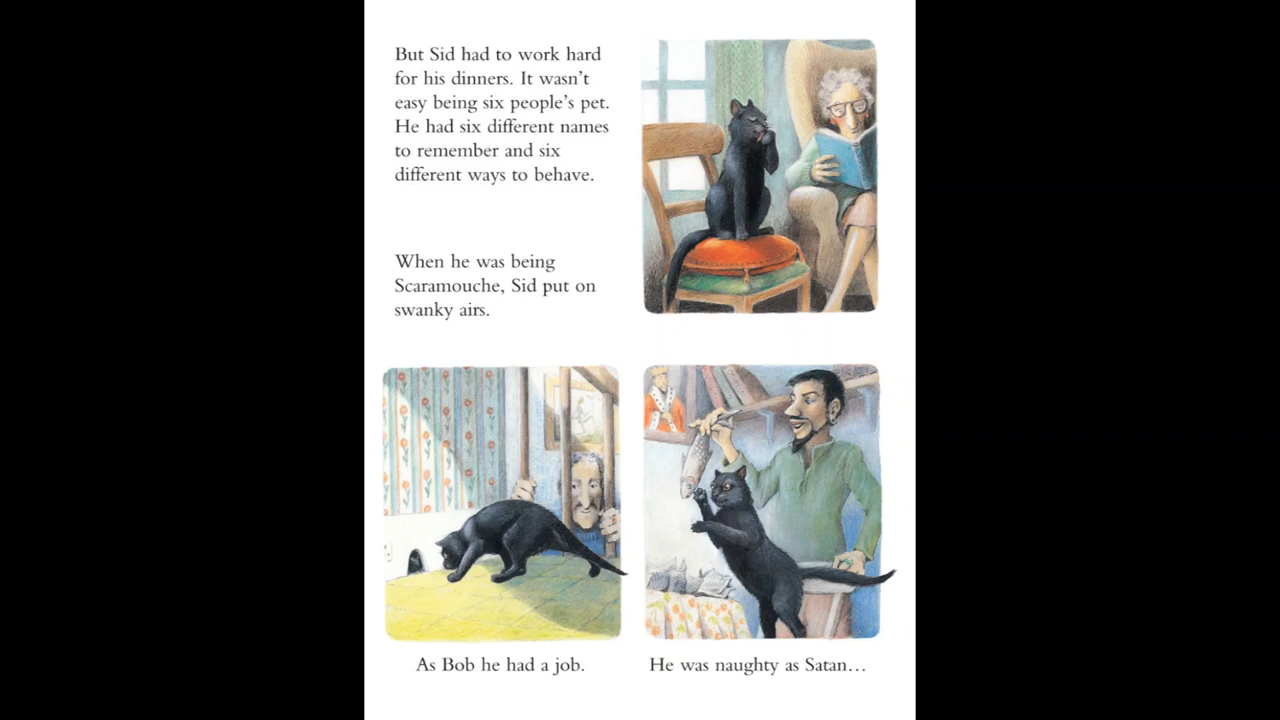 But Sid had to work hard
for his dinners. It wasn’t
easy being six people’s pet.
He had six different names
to remember and six
different ways to behave.
When he was being
Scaramouche, Sid put on
swanky airs.
As Bob he had a job.
He was naughty as Satan…